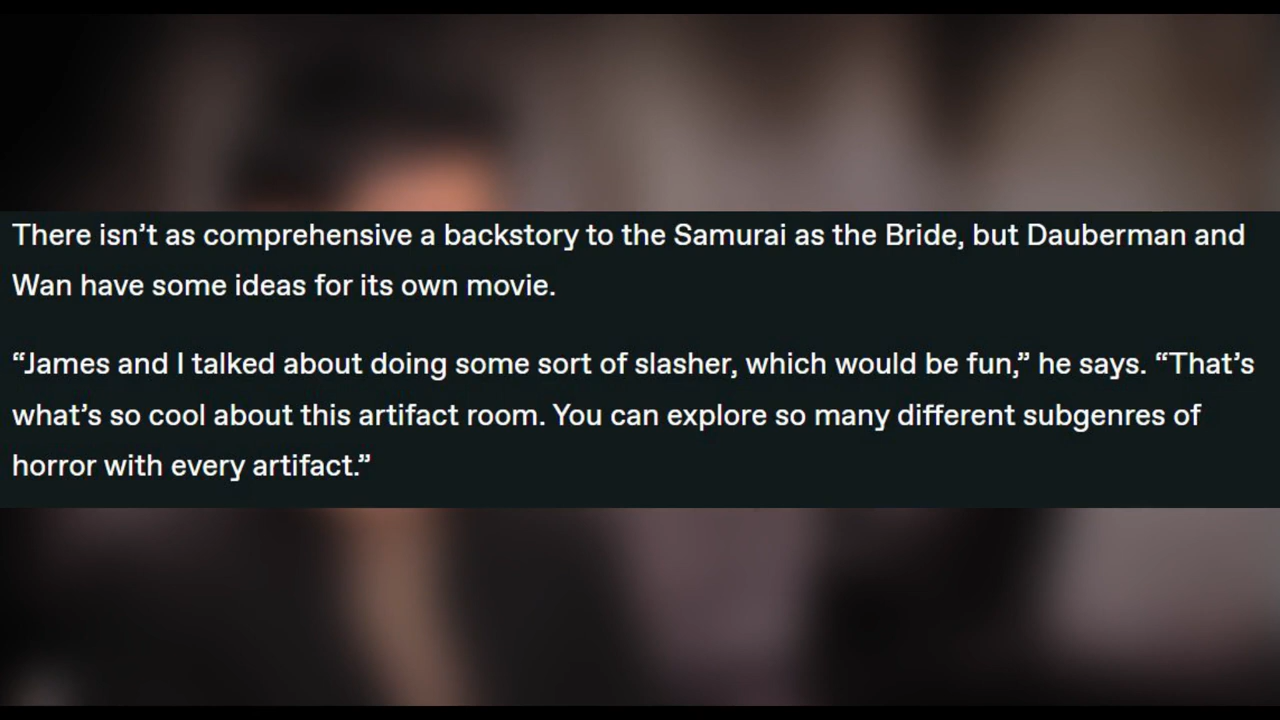 There isn’t as comprehensive a backstory to the Samurai as the Bride, but Dauberman and
Wan have some ideas for its own movie.
“James and I talked about doing some sort of slasher, which would be fun,” he says. “That’s
what’s so cool about this artifact room. You can explore so many different subgenres of
horror with every artifact.”